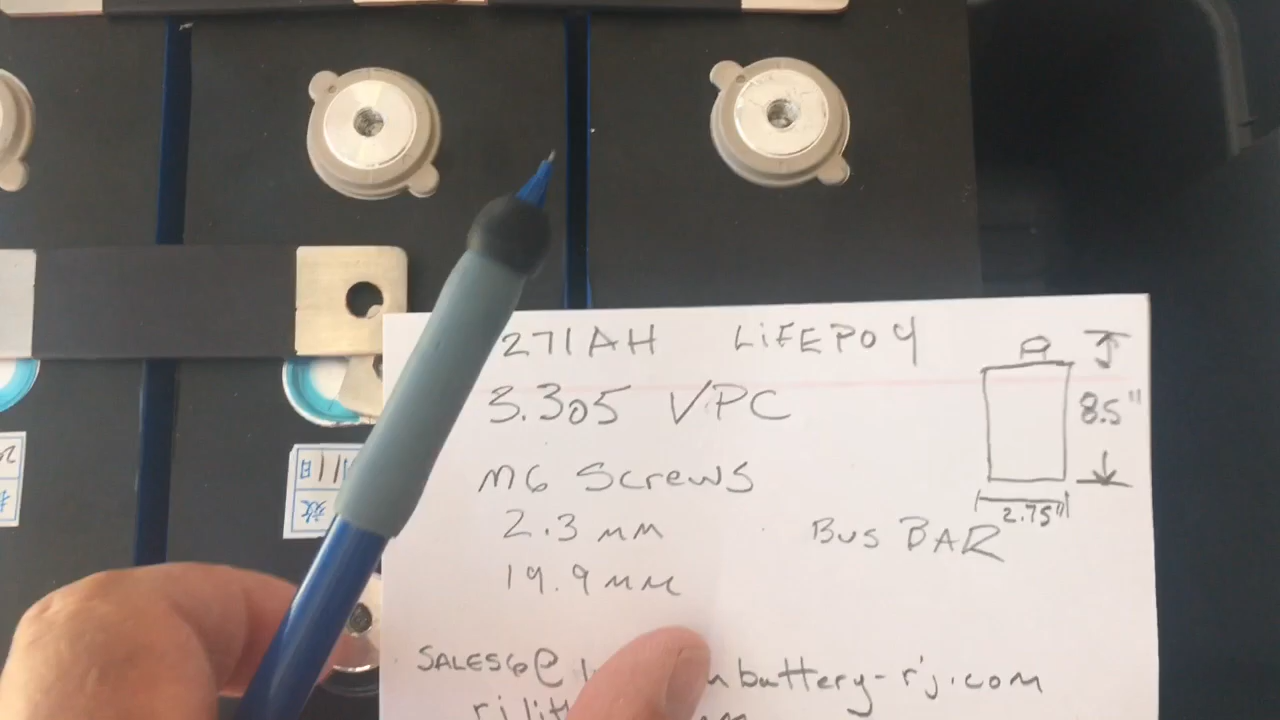 271AH LiFEPO4
3.305 VPC
8.5"
M6 Screws
2.75"
2.3 mm
BUS BAR
19.9 mm
SALES6@
battery-rj.com